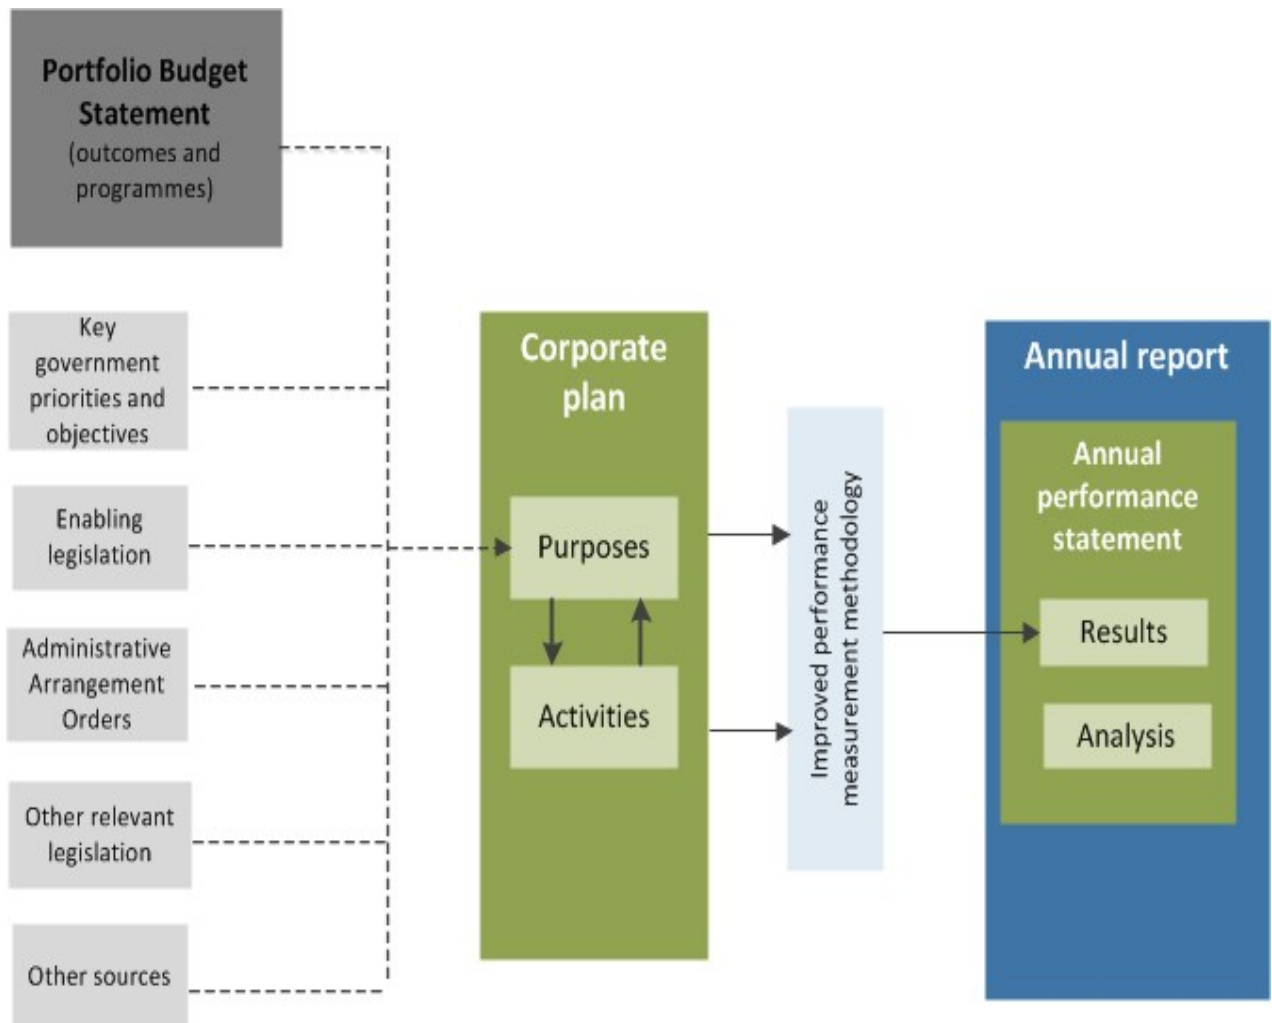 Portfolio Budget
Statement
(outcomes and
programmes)
Key
government
priorities and
objectives
Enabling
legislation
Administrative
Arrangement
Orders
Other relevant
legislation
Other sources
Corporate
plan
Purposes
Activities
Improved performance
measurement methodology
Annual report
Annual
performance
statement
Results
Analysis